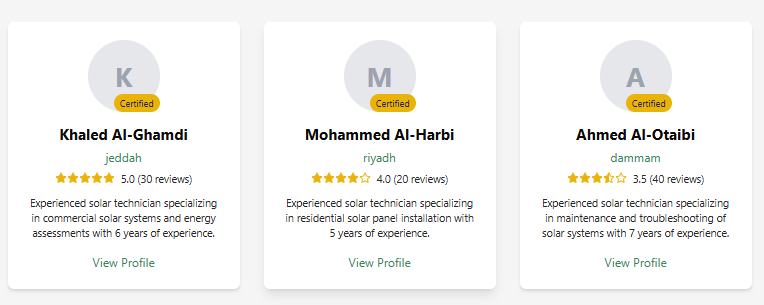 K
Certified
Khaled Al-Ghamdi
jeddah
5.0 (30 reviews)
Experienced solar technician specializing
in commercial solar systems and energy
assessments with 6 years of experience.
View Profile
M
Certified
Mohammed Al-Harbi
riyadh
4.0 (20 reviews)
Experienced solar technician specializing
in residential solar panel installation with
5 years of experience.
View Profile
A
Certified
Ahmed Al-Otaibi
dammam
3.5 (40 reviews)
Experienced solar technician specializing
in maintenance and troubleshooting of
solar systems with 7 years of experience.
View Profile